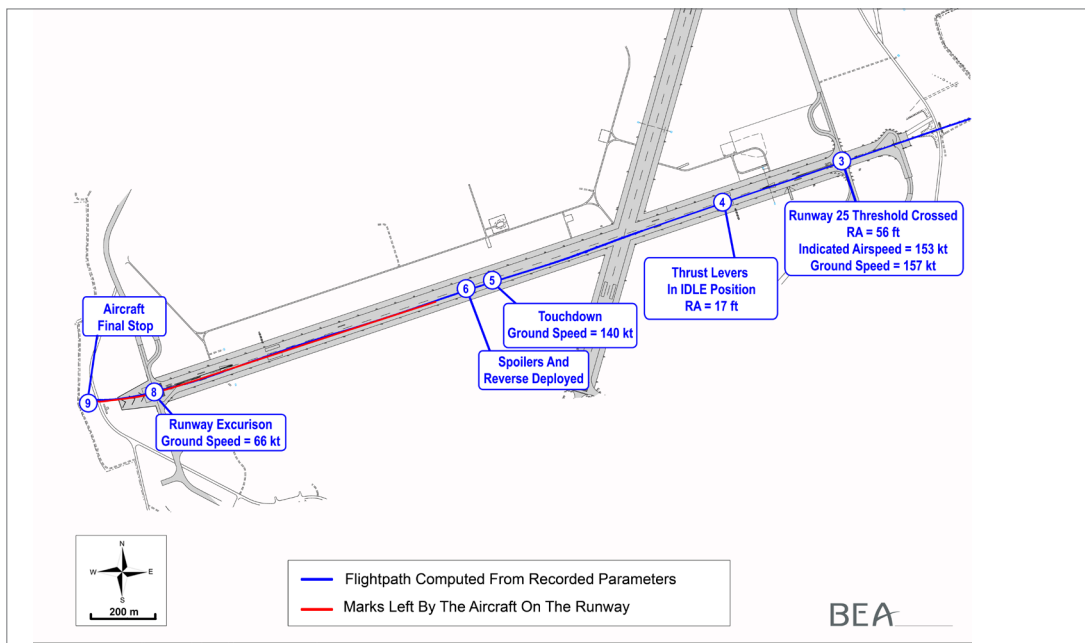 3
4
Runway 25 Threshold Crossed
RA = 56 ft
Indicated Airspeed = 153 kt
Ground Speed = 157 kt
Thrust Levers
In IDLE Position
RA = 17 ft
5
6
Touchdown
Ground Speed = 140 kt
Spoilers And
Reverse Deployed
Aircraft
Final Stop
8
9
Runway Excurison
Ground Speed = 66 kt
N
W E
S
200 m
Flightpath Computed From Recorded Parameters
Marks Left By The Aircraft On The Runway
BEA